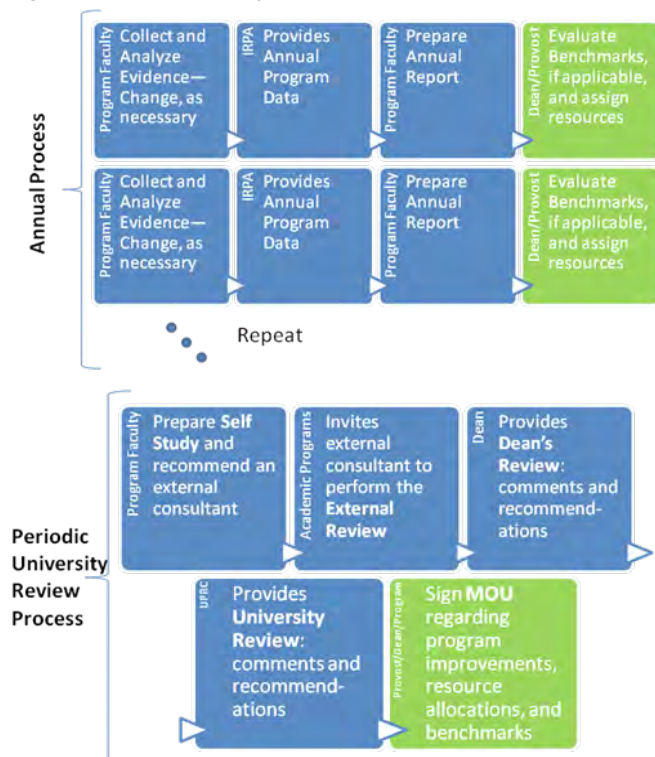 Annual Process
Program Faculty
Collect and
Analyze
Evidence—
Change, as
necessary
IRPA
Provides
Annual
Program
Data
Program Faculty
Prepare
Annual
Report
Dean/Provost
Evaluate
Benchmarks,
if applicable,
and assign
resources
Program Faculty
Collect and
Analyze
Evidence—
Change, as
necessary
IRPA
Provides
Annual
Program
Data
Program Faculty
Prepare
Annual
Report
Dean/Provost
Evaluate
Benchmarks,
if applicable,
and assign
resources
Repeat
Periodic
University
Review
Process
Program Faculty
Prepare Self
Study and
recommend an
external
consultant
Academic Programs
Invites
external
consultant to
perform the
External
Review
Dean
Provides
Dean's
Review:
comments and
recommend-
ations
UPRC
Provides
University
Review:
comments and
recommend-
ations
Provost/Dean/Program
Sign MOU
regarding
program
improvements,
resource
allocations, and
benchmarks